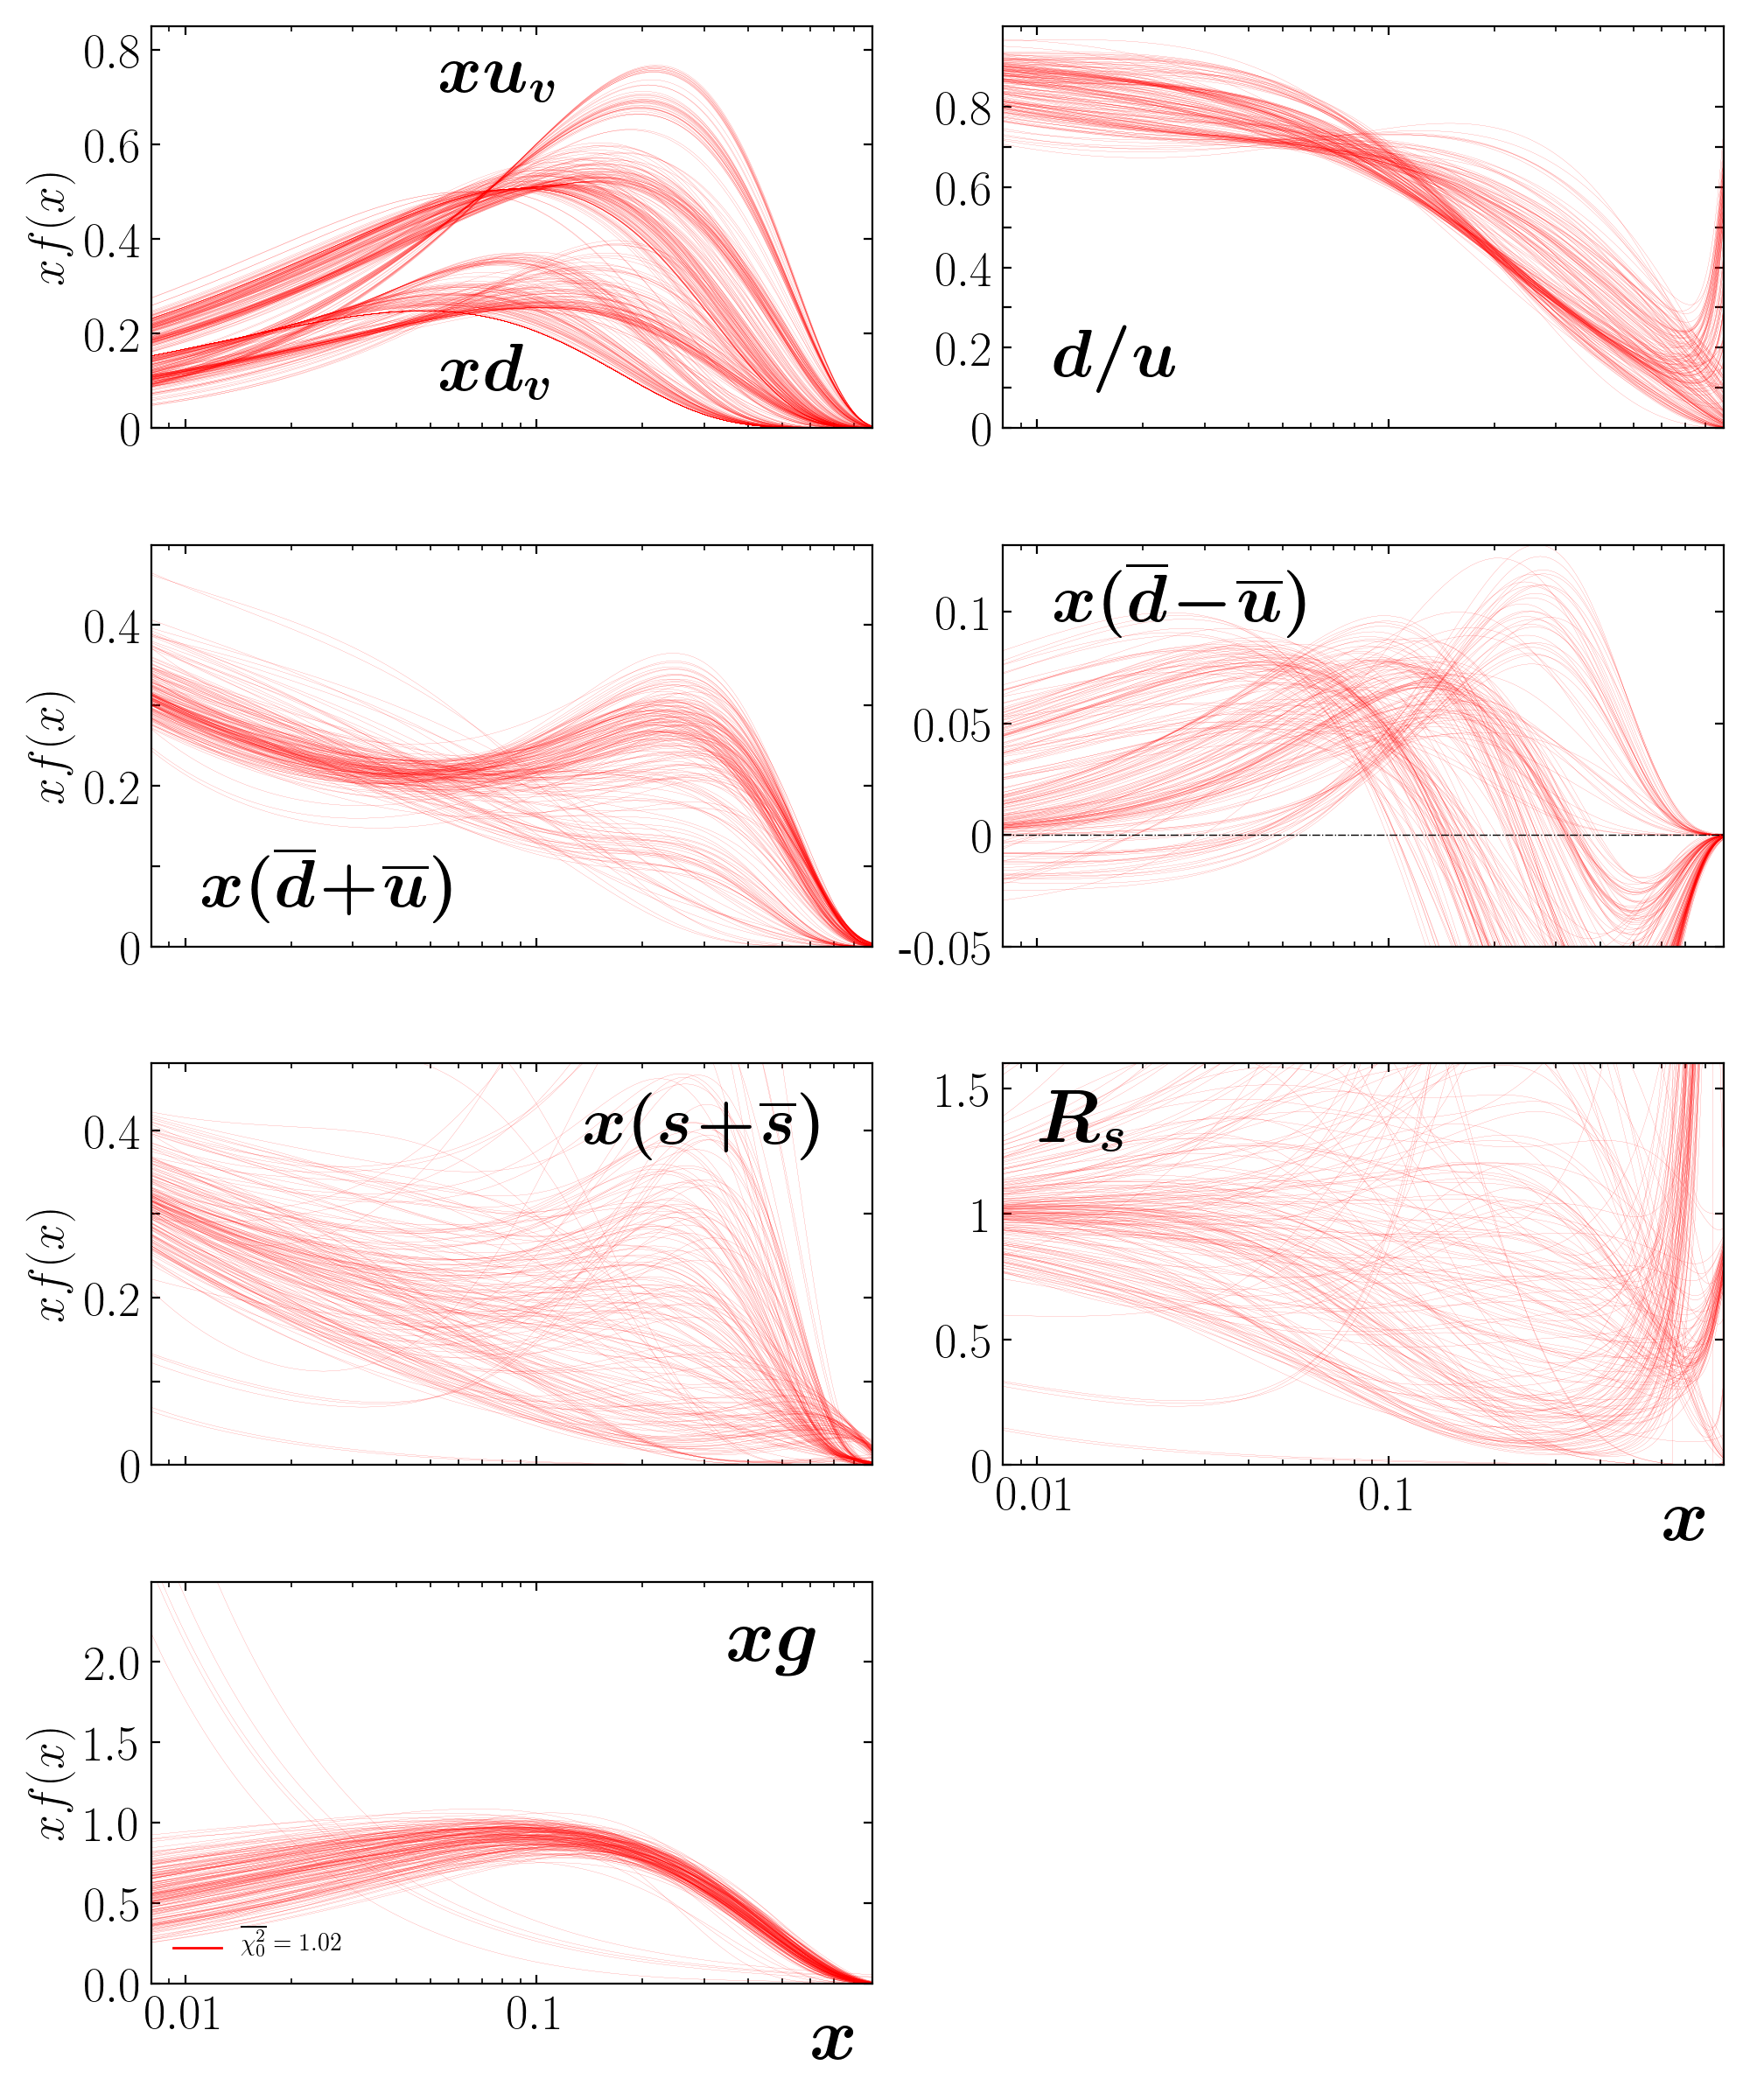 0.8
0.6
0.4
0.2
0
xf(x)
xu_v
xd_v
0.8
0.6
0.4
0.2
0
d/u
0.4
0.2
0
xf(x)
x(d̅+u̅)
0.1
0.05
0
-0.05
x(d̅−u̅)
0.4
0.2
0
xf(x)
x(s+s̅)
1.5
1
0.5
0
R_s
0.01 0.1
x
2.0
1.5
1.0
0.5
0.0
xf(x)
xg
χ̅₀² = 1.02
0.01 0.1
x